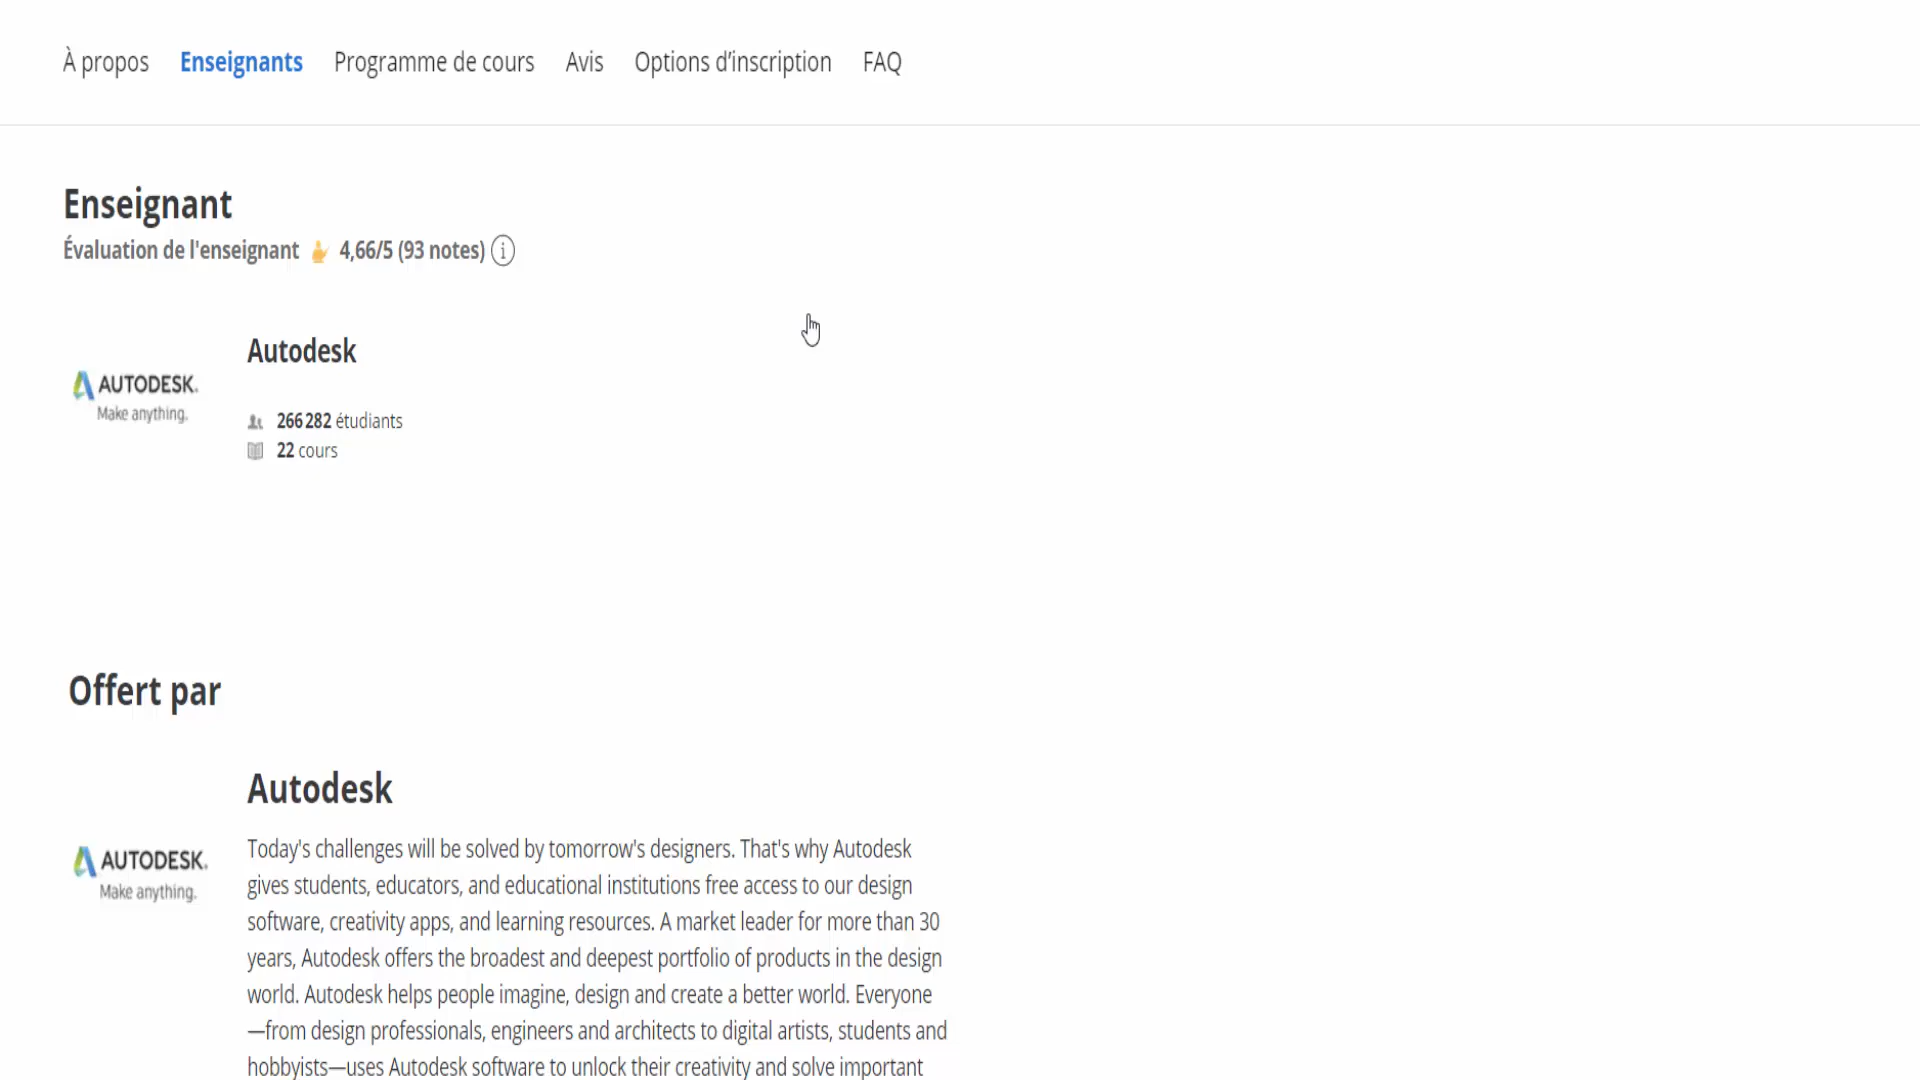 À propos Enseignants Programme de cours Avis Options d'inscription FAQ
Enseignant
Évaluation de l'enseignant 4,66/5 (93 notes) i
Autodesk
AUTODESK.
Make anything.
266 282 étudiants
22 cours
Offert par
Autodesk
AUTODESK.
Make anything.
Today's challenges will be solved by tomorrow's designers. That's why Autodesk
gives students, educators, and educational institutions free access to our design
software, creativity apps, and learning resources. A market leader for more than 30
years, Autodesk offers the broadest and deepest portfolio of products in the design
world. Autodesk helps people imagine, design and create a better world. Everyone
—from design professionals, engineers and architects to digital artists, students and
hobbyists—uses Autodesk software to unlock their creativity and solve important